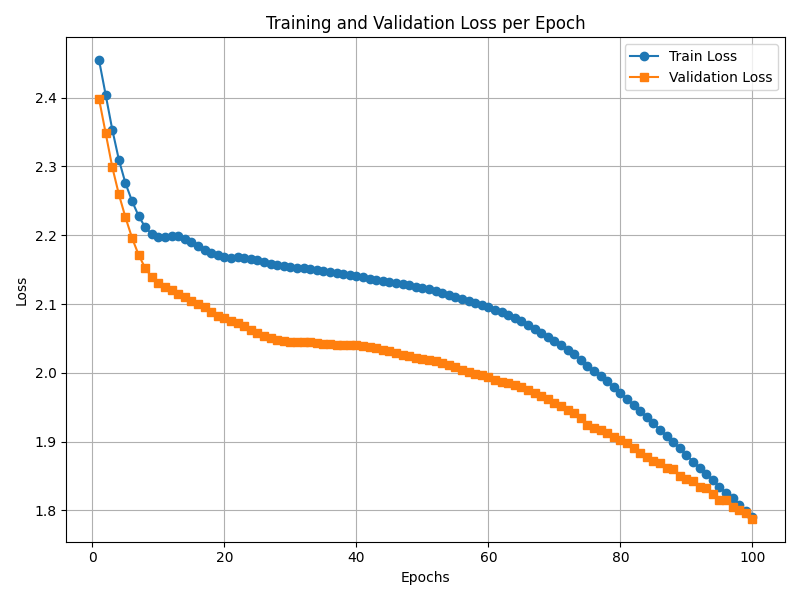 Training and Validation Loss per Epoch
Train Loss
Validation Loss
2.4
2.3
2.2
2.1
2.0
1.9
1.8
Loss
0 20 40 60 80 100
Epochs